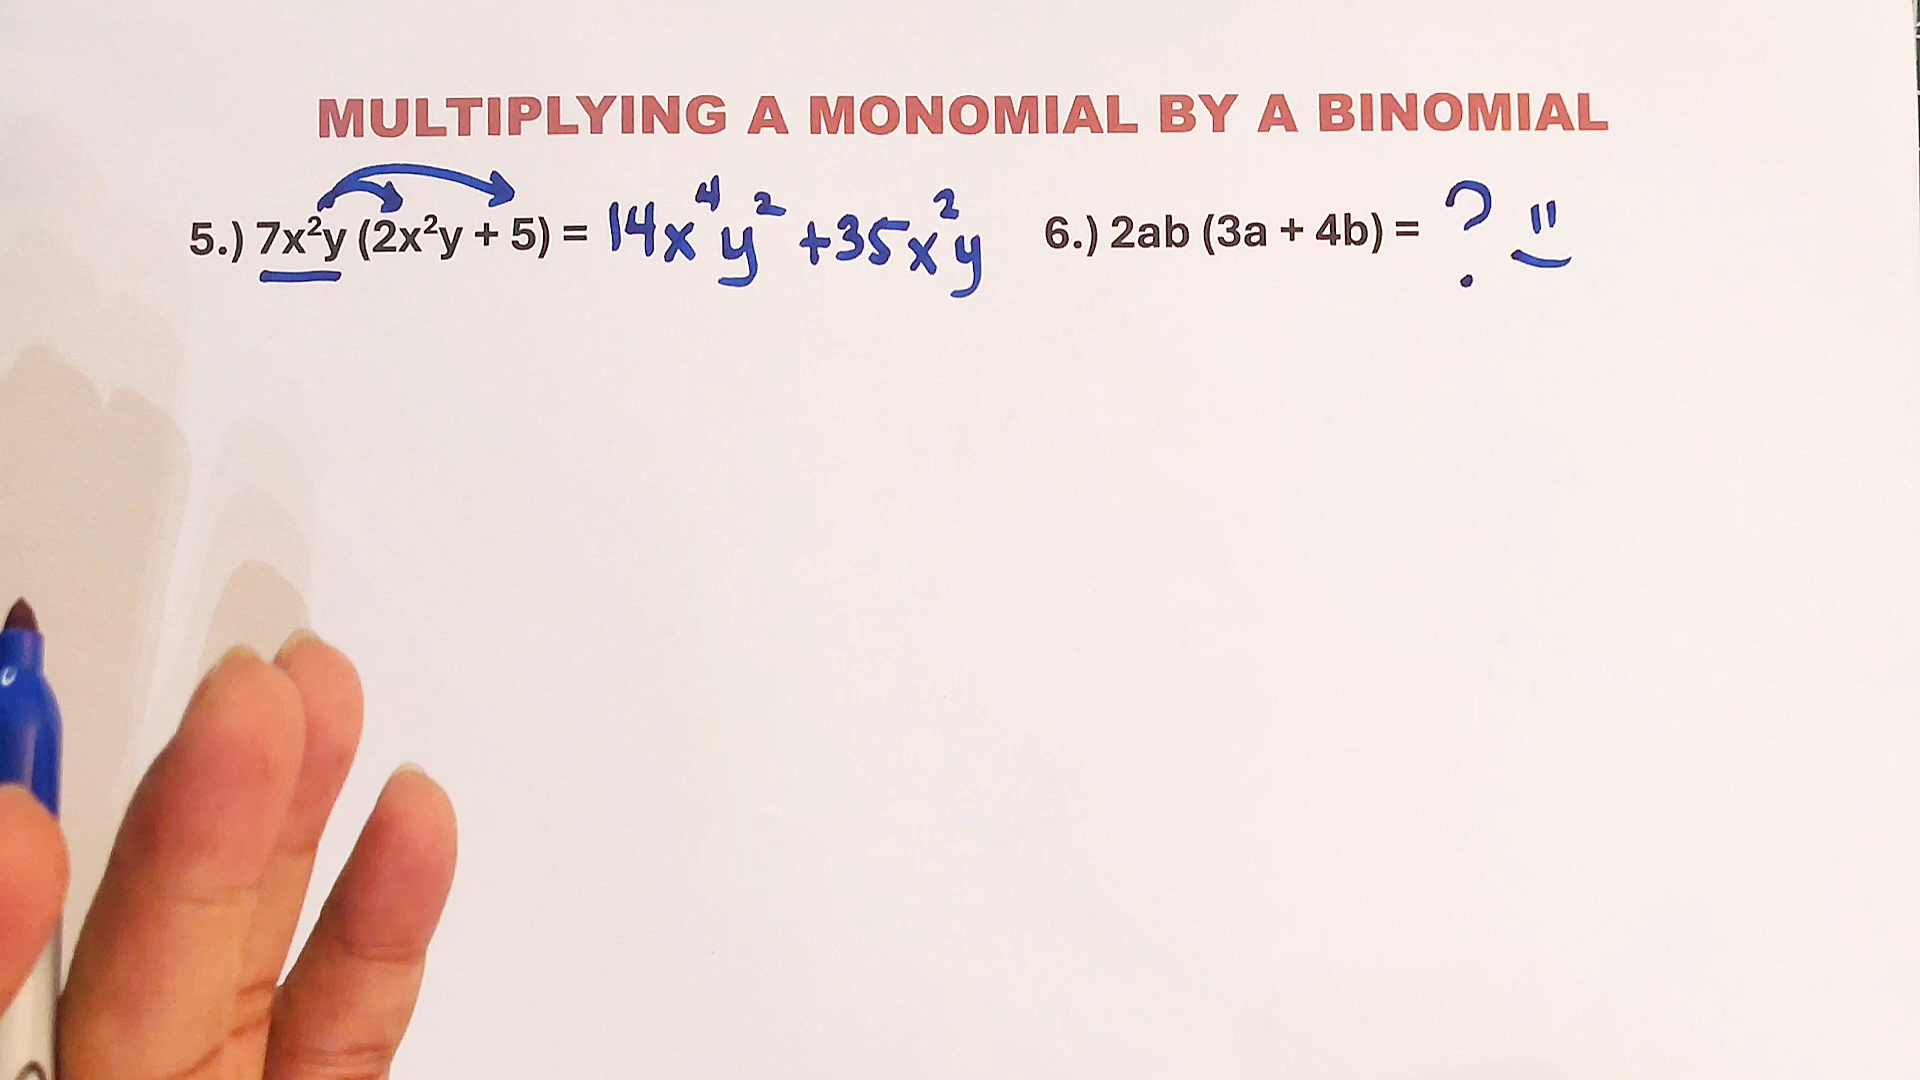 MULTIPLYING A MONOMIAL BY A BINOMIAL
5.) 7x²y (2x²y + 5) = 14x⁴y² +35x²y
6.) 2ab (3a + 4b) = ?